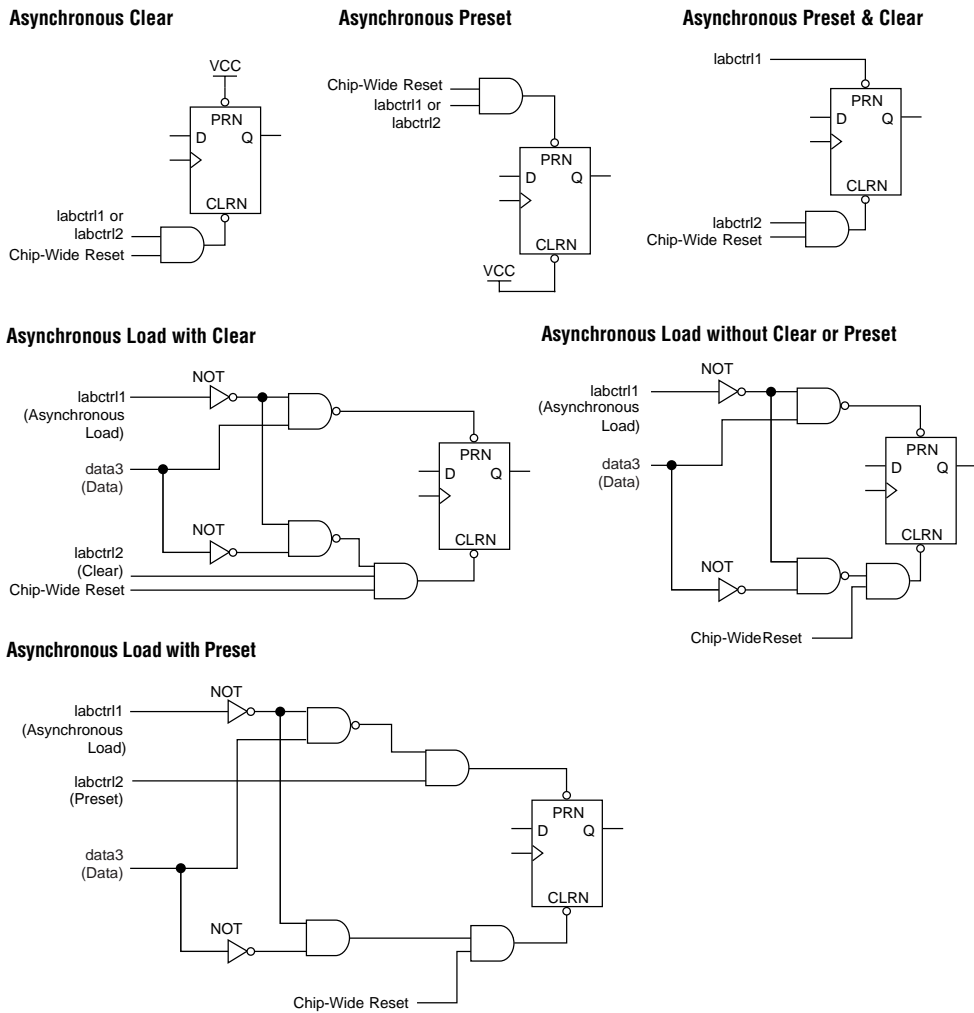 Asynchronous Clear
VCC
PRN
D
Q
CLRN
labctrl1 or
labctrl2
Chip-Wide Reset
Asynchronous Preset
Chip-Wide Reset
labctrl1 or
labctrl2
PRN
D
Q
CLRN
VCC
Asynchronous Preset & Clear
labctrl1
PRN
D
Q
CLRN
labctrl2
Chip-Wide Reset
Asynchronous Load with Clear
NOT
labctrl1
(Asynchronous
Load)
PRN
D
Q
data3
(Data)
NOT
CLRN
labctrl2
(Clear)
Chip-Wide Reset
Asynchronous Load without Clear or Preset
NOT
labctrl1
(Asynchronous
Load)
PRN
D
Q
data3
(Data)
CLRN
NOT
Chip-WideReset
Asynchronous Load with Preset
NOT
labctrl1
(Asynchronous
Load)
labctrl2
(Preset)
PRN
D
Q
data3
(Data)
CLRN
NOT
Chip-Wide Reset